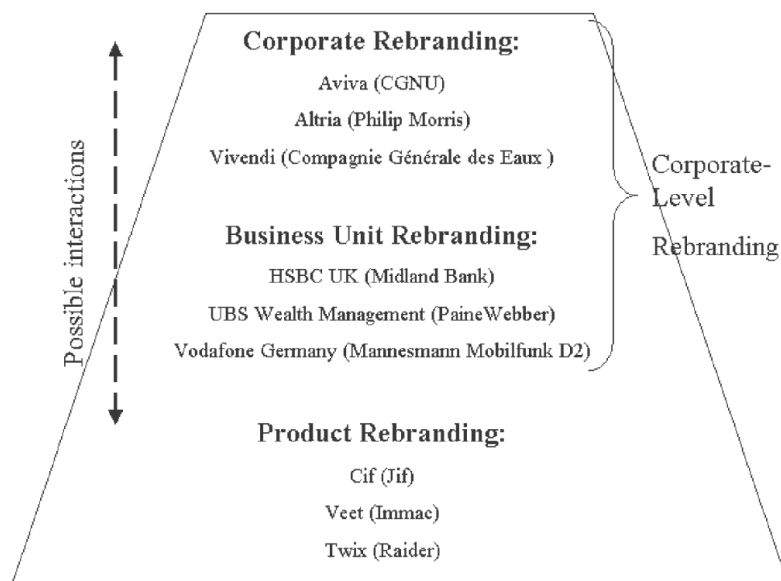 Corporate Rebranding:
Aviva (CGNU)
Altria (Philip Morris)
Vivendi (Compagnie Générale des Eaux )
Business Unit Rebranding:
HSBC UK (Midland Bank)
UBS Wealth Management (PaineWebber)
Vodafone Germany (Mannesmann Mobilfunk D2)
Product Rebranding:
Cif (Jif)
Veet (Immac)
Twix (Raider)
Possible interactions
Corporate-
Level
Rebranding